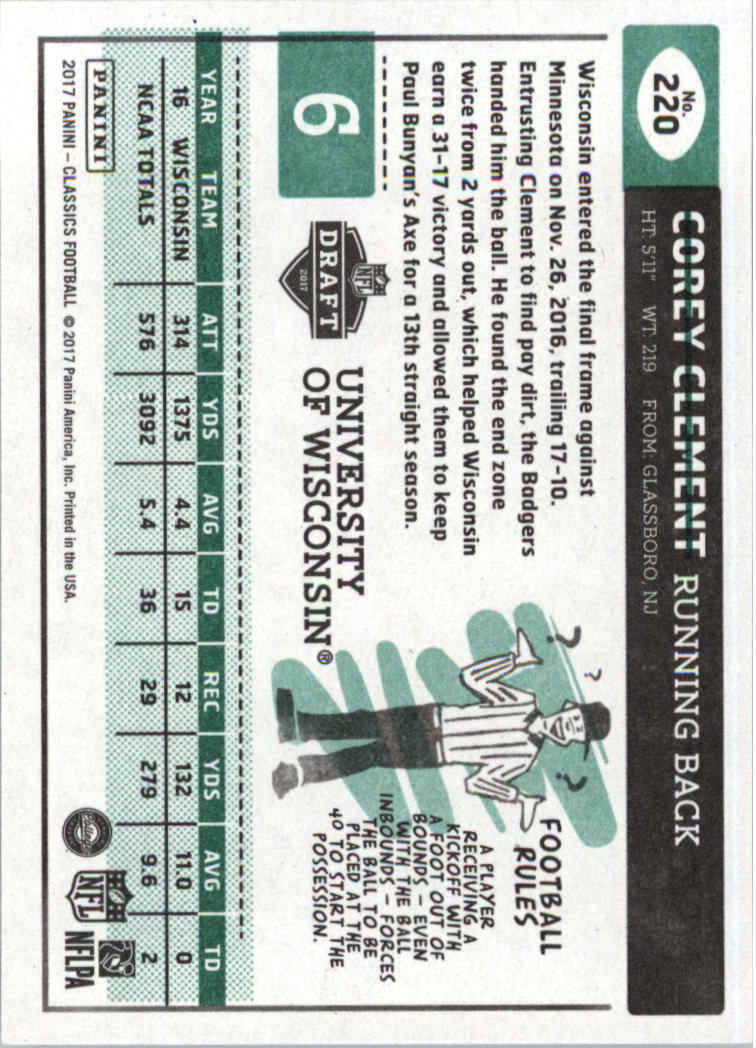 No.
220
COREY CLEMENT RUNNING BACK
HT: 5'11" WT: 219 FROM: GLASSBORO, NJ
Wisconsin entered the final frame against
Minnesota on Nov. 26, 2016, trailing 17-10.
Entrusting Clement to find pay dirt, the Badgers
handed him the ball. He found the end zone
twice from 2 yards out, which helped Wisconsin
earn a 31-17 victory and allowed them to keep
Paul Bunyan's Axe for a 13th straight season.
? ? ?
FOOTBALL
RULES
A PLAYER
RECEIVING A
KICKOFF WITH
A FOOT OUT OF
BOUNDS – EVEN
WITH THE BALL
INBOUNDS – FORCES
THE BALL TO BE
PLACED AT THE
40 TO START THE
POSSESSION.
6
NFL
DRAFT
2017
UNIVERSITY
OF WISCONSIN®
YEAR TEAM ATT YDS AVG TD REC YDS AVG TD
16 WISCONSIN 314 1375 4.4 15 12 132 11.0 0
NCAA TOTALS 576 3092 5.4 36 29 279 9.6 2
PANINI
College
NFL
NFLPA
2017 PANINI – CLASSICS FOOTBALL © 2017 Panini America, Inc. Printed in the USA.